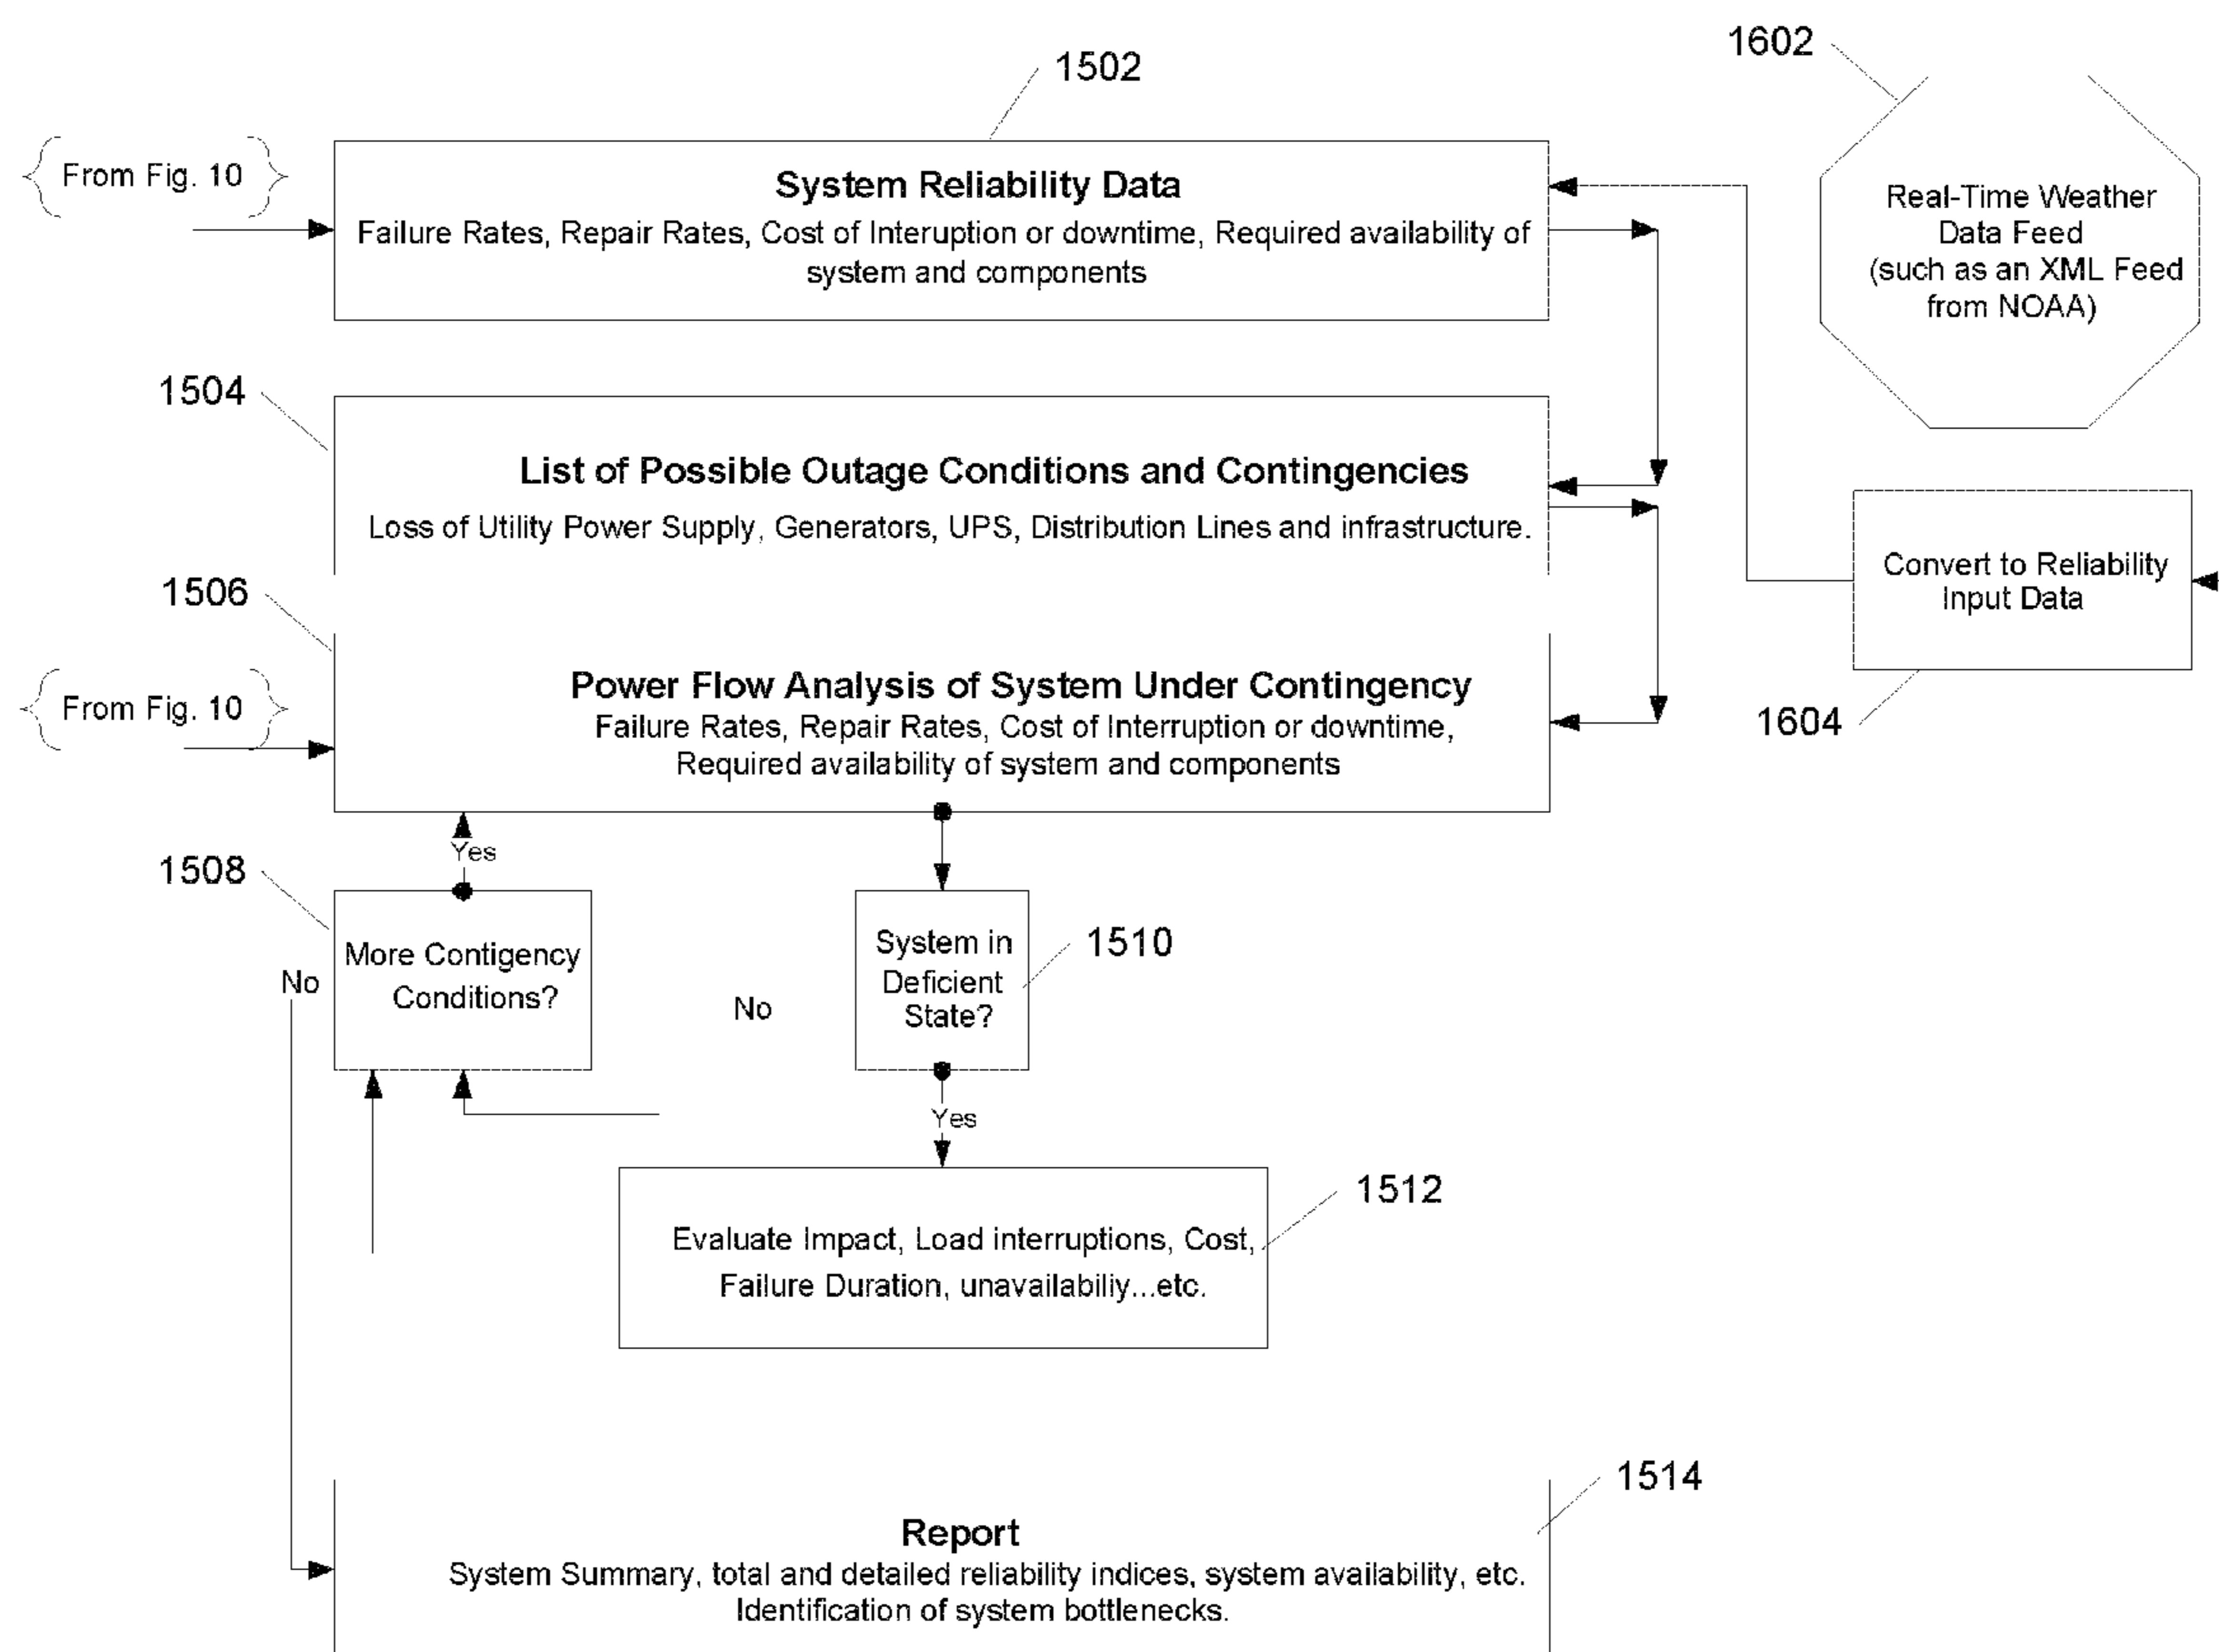 1602
1502
From Fig. 10
System Reliability Data
Failure Rates, Repair Rates, Cost of Interuption or downtime, Required availability of
system and components
Real-Time Weather
Data Feed
(such as an XML Feed
from NOAA)
1504
List of Possible Outage Conditions and Contingencies
Loss of Utility Power Supply, Generators, UPS, Distribution Lines and infrastructure.
Convert to Reliability
Input Data
1604
1506
From Fig. 10
Power Flow Analysis of System Under Contingency
Failure Rates, Repair Rates, Cost of Interruption or downtime,
Required availability of system and components
Yes
1508
More Contigency
Conditions?
No
No
System in
Deficient
State?
1510
Yes
1512
Evaluate Impact, Load interruptions, Cost,
Failure Duration, unavailabiliy...etc.
1514
Report
System Summary, total and detailed reliability indices, system availability, etc.
Identification of system bottlenecks.